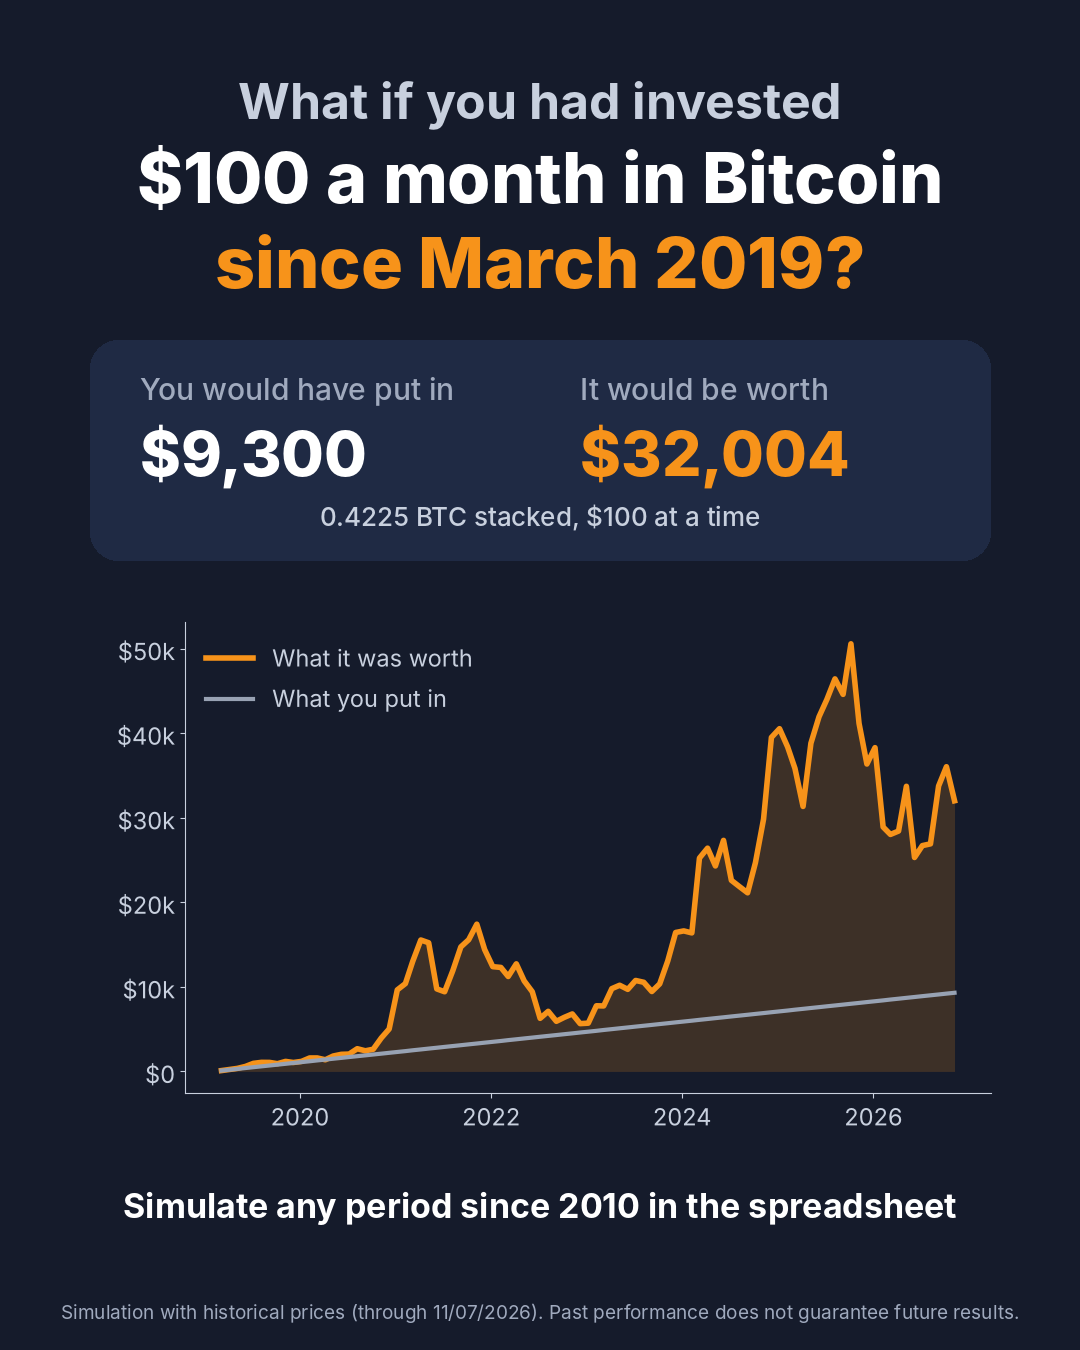 What if you had invested
$100 a month in Bitcoin
since March 2019?
You would have put in
$9,300
It would be worth
$32,004
0.4225 BTC stacked, $100 at a time
What it was worth
What you put in
$50k
$40k
$30k
$20k
$10k
$0
2020
2022
2024
2026
Simulate any period since 2010 in the spreadsheet
Simulation with historical prices (through 11/07/2026). Past performance does not guarantee future results.